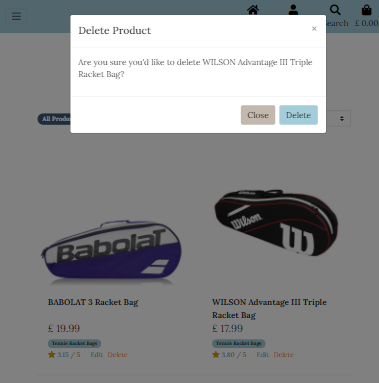 Delete Product
×
Search £ 0.00
Are you sure you'd like to delete WILSON Advantage III Triple
Racket Bag?
Close Delete
All Produ
BABOLAT
Wilson
W
BABOLAT 3 Racket Bag
£ 19.99
Tennis Racket Bags
3.15 / 5 Edit Delete
WILSON Advantage III Triple
Racket Bag
£ 17.99
Tennis Racket Bags
3.80 / 5 Edit Delete